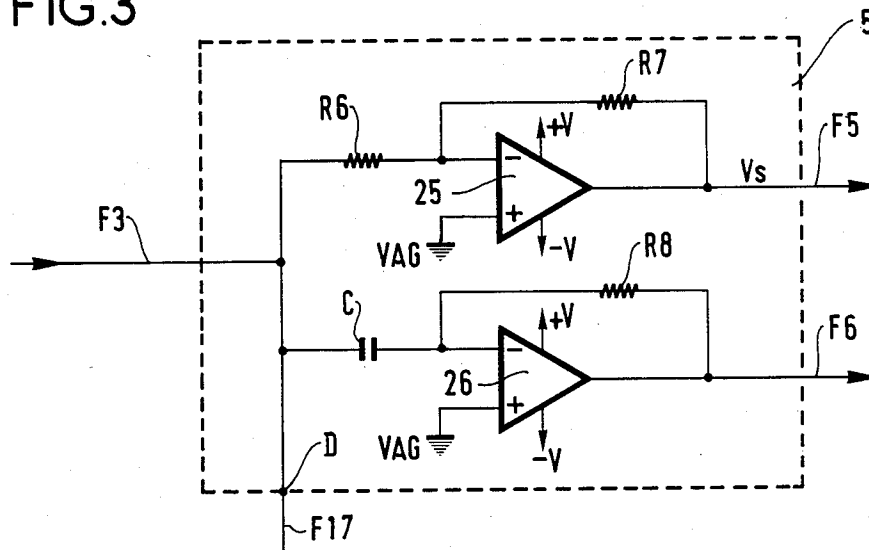 FIG.3
5
R7
R6
+V
F5
-
25
Vs
+
F3
VAG
-V
R8
C
+V
F6
-
26
+
VAG
-V
D
F17